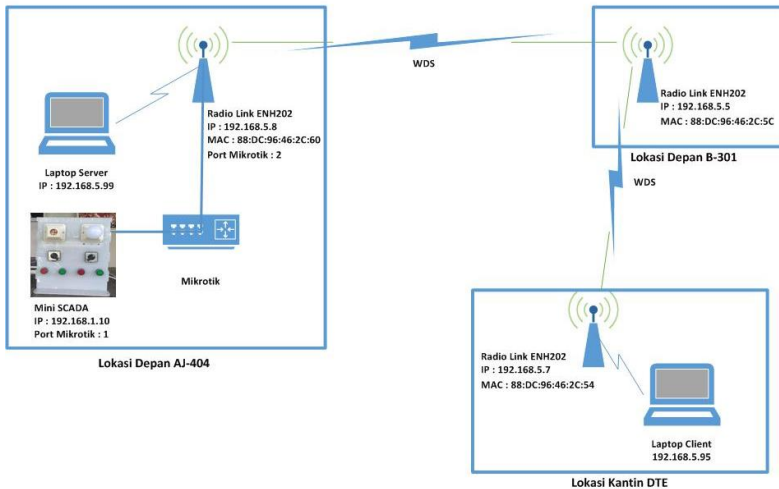 WDS
Radio Link ENH202
IP : 192.168.5.8
MAC : 88:DC:96:46:2C:60
Port Mikrotik : 2
Laptop Server
IP : 192.168.5.99
Mikrotik
Mini SCADA
IP : 192.168.1.10
Port Mikrotik : 1
Lokasi Depan AJ-404
Radio Link ENH202
IP : 192.168.5.5
MAC : 88:DC:96:46:2C:5C
Lokasi Depan B-301
WDS
Radio Link ENH202
IP : 192.168.5.7
MAC : 88:DC:96:46:2C:54
Laptop Client
192.168.5.95
Lokasi Kantin DTE